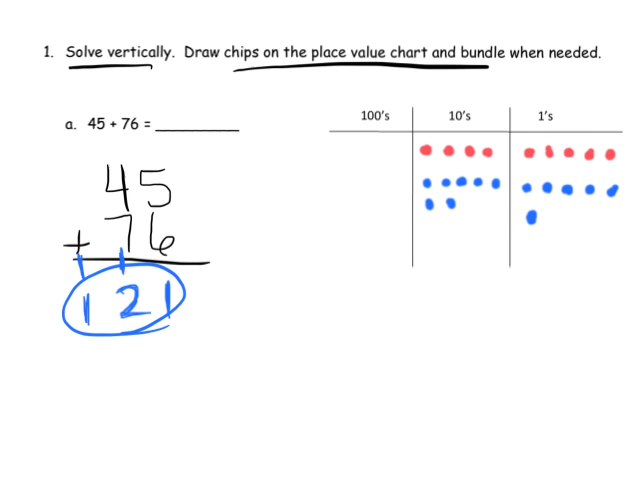 1. Solve vertically. Draw chips on the place value chart and bundle when needed.
100's 10's 1's
a. 45 + 76 = __________
45
+ 76
1 1
121